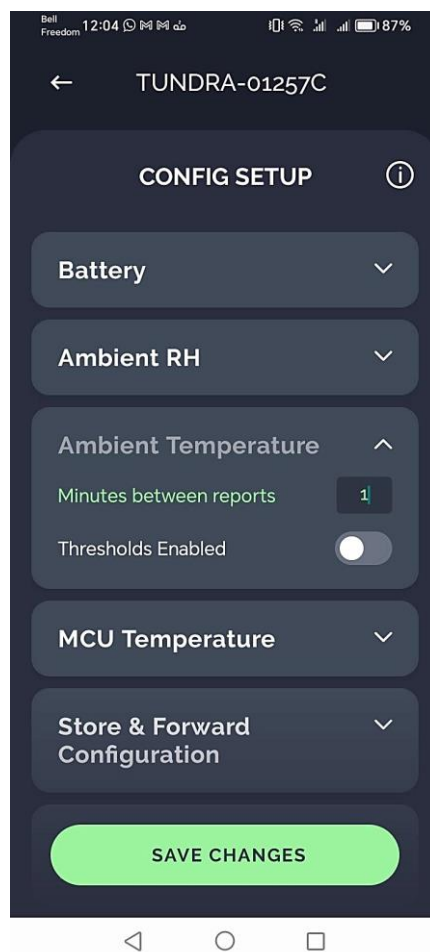 Bell
Freedom 12:04 87%
TUNDRA-01257C
CONFIG SETUP
Battery
Ambient RH
Ambient Temperature
Minutes between reports 1
Thresholds Enabled
MCU Temperature
Store & Forward
Configuration
SAVE CHANGES